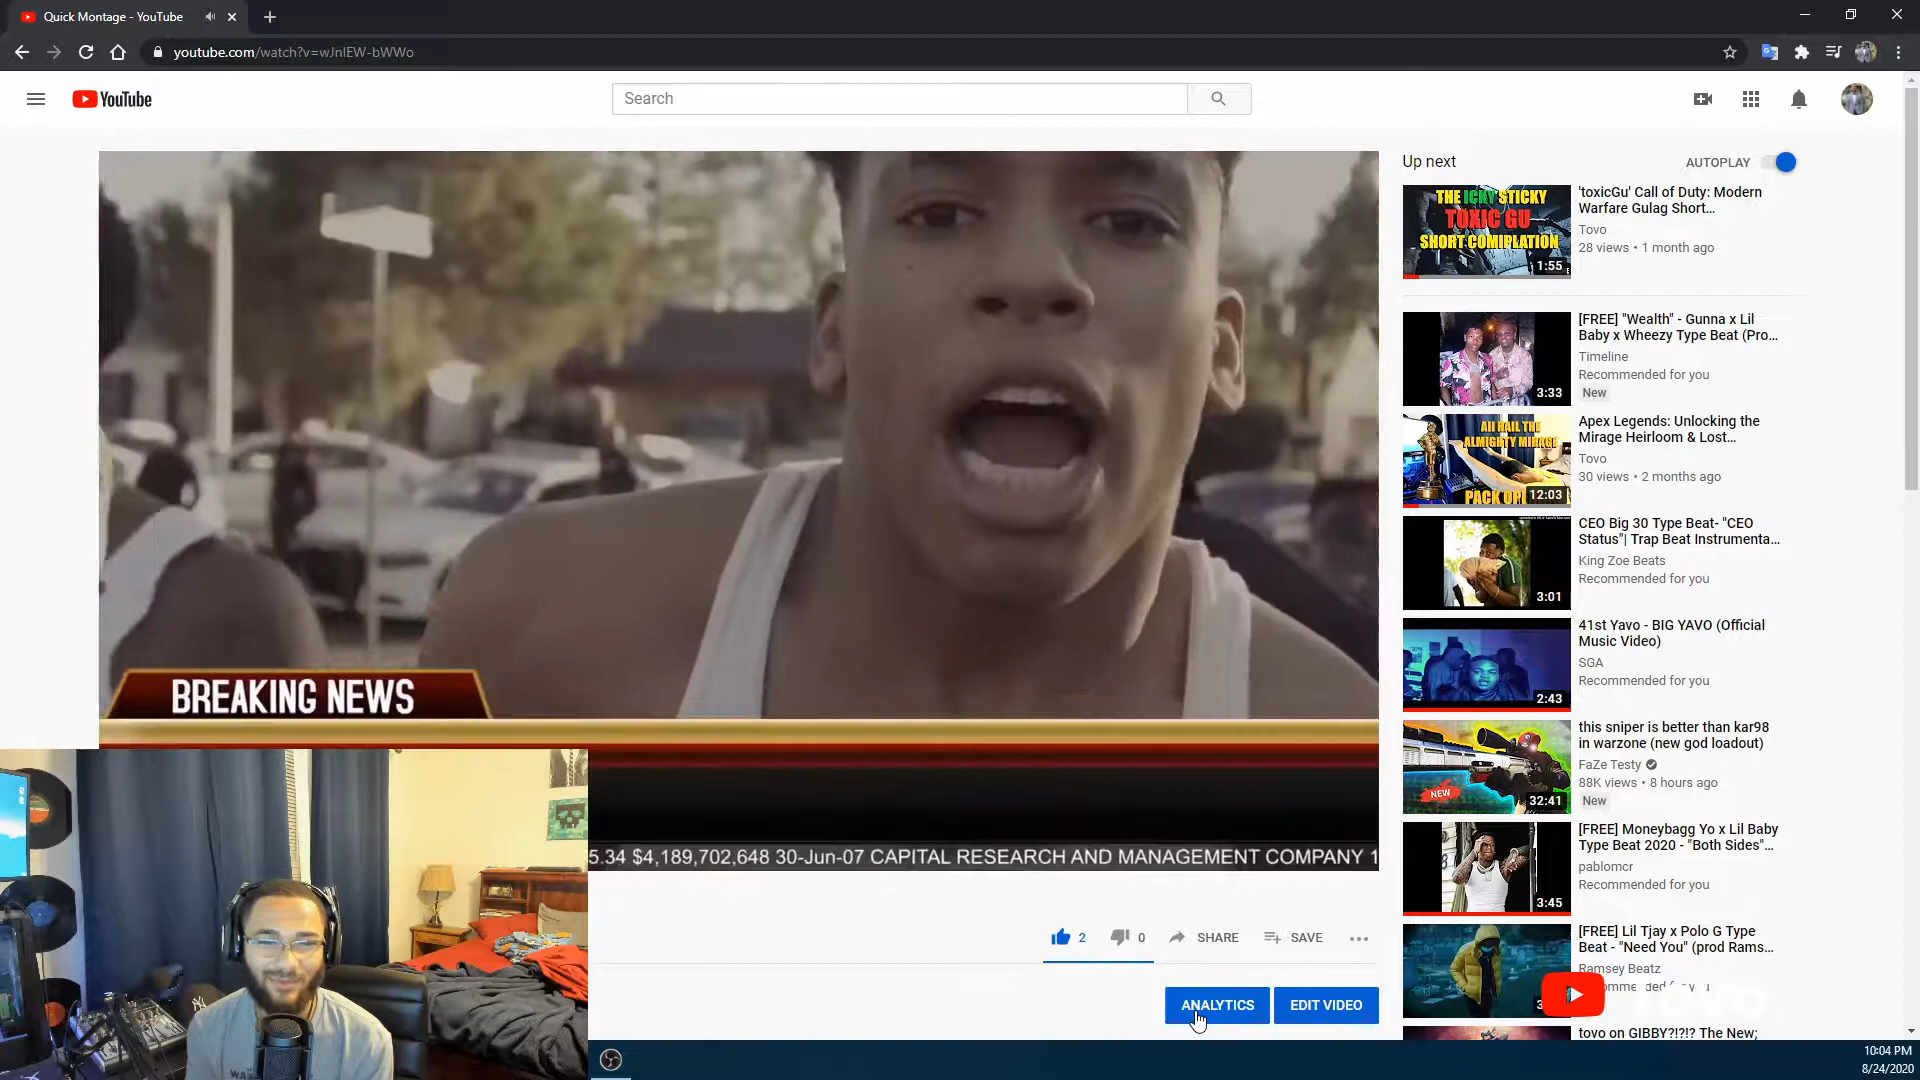 Quick Montage - YouTube
youtube.com/watch?v=wJnlEW-bWWo
YouTube
Search
BREAKING NEWS
5.34 $4,189,702,648 30-Jun-07 CAPITAL RESEARCH AND MANAGEMENT COMPANY 1
2
0
SHARE
SAVE
ANALYTICS
EDIT VIDEO
Up next
AUTOPLAY
THE ICKY STICKY
TOXIC GU
SHORT COMIPLATION
1:55
'toxicGu' Call of Duty: Modern
Warfare Gulag Short...
Tovo
28 views • 1 month ago
3:33
[FREE] "Wealth" - Gunna x Lil
Baby x Wheezy Type Beat (Pro...
Timeline
Recommended for you
New
All HAIL THE
ALMIGHTY MIRAGE
PACK OP
12:03
Apex Legends: Unlocking the
Mirage Heirloom & Lost...
Tovo
30 views • 2 months ago
3:01
CEO Big 30 Type Beat- "CEO
Status"| Trap Beat Instrumenta...
King Zoe Beats
Recommended for you
2:43
41st Yavo - BIG YAVO (Official
Music Video)
SGA
Recommended for you
NEW
32:41
this sniper is better than kar98
in warzone (new god loadout)
FaZe Testy
88K views • 8 hours ago
New
3:45
[FREE] Moneybagg Yo x Lil Baby
Type Beat 2020 - "Both Sides"...
pablomcr
Recommended for you
[FREE] Lil Tjay x Polo G Type
Beat - "Need You" (prod Rams...
Ramsey Beatz
TOVO
tovo on GIBBY?!?!? The New;
10:04 PM
8/24/2020